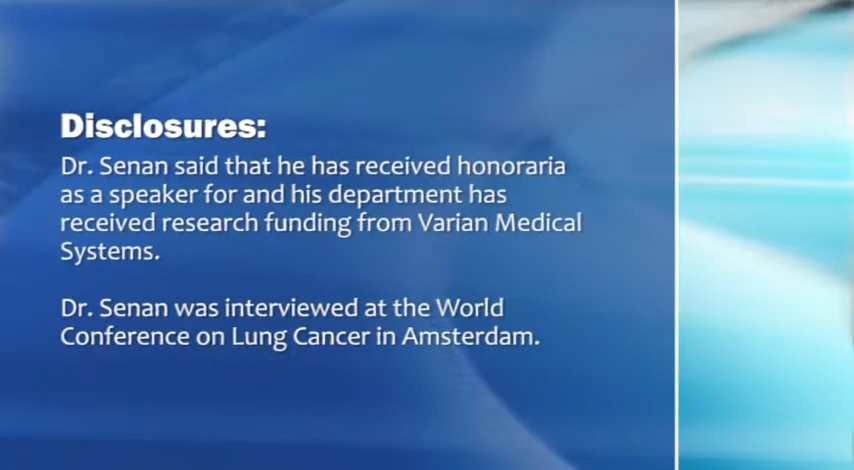 Disclosures:
Dr. Senan said that he has received honoraria
as a speaker for and his department has
received research funding from Varian Medical
Systems.
Dr. Senan was interviewed at the World
Conference on Lung Cancer in Amsterdam.